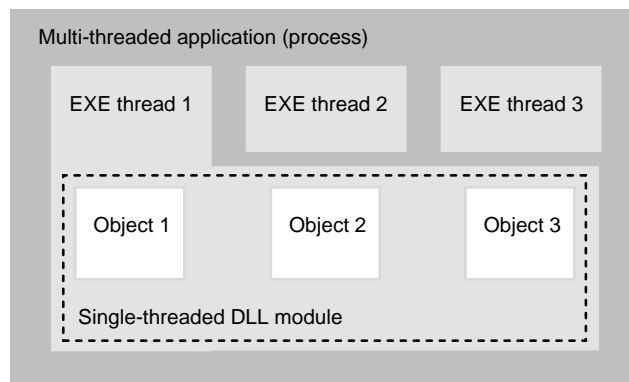 Multi-threaded application (process)
EXE thread 1
EXE thread 2
EXE thread 3
Object 1
Object 2
Object 3
Single-threaded DLL module